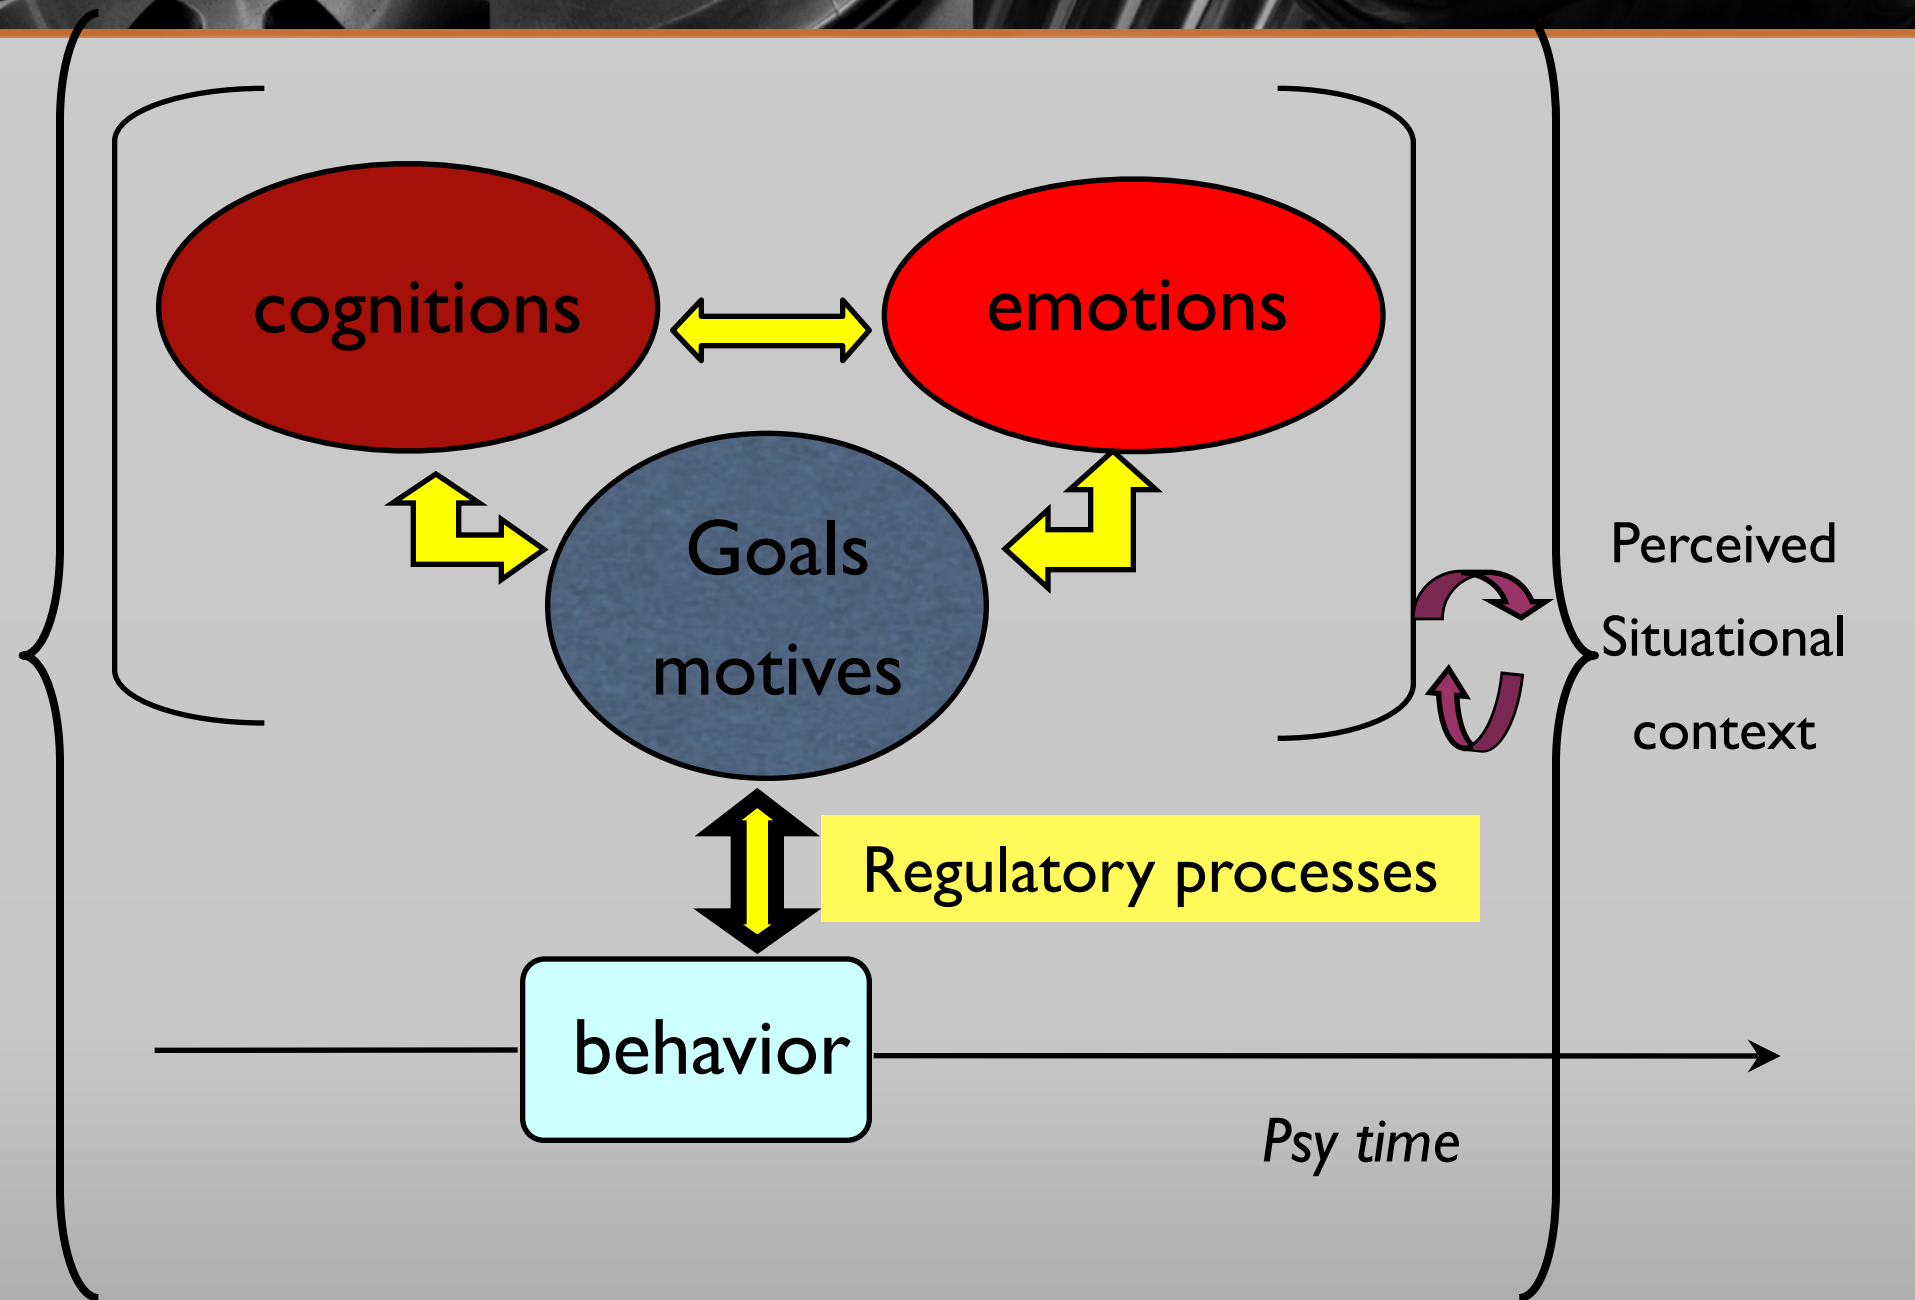 cognitions
emotions
Goals
motives
Perceived
Situational
context
Regulatory processes
behavior
Psy time